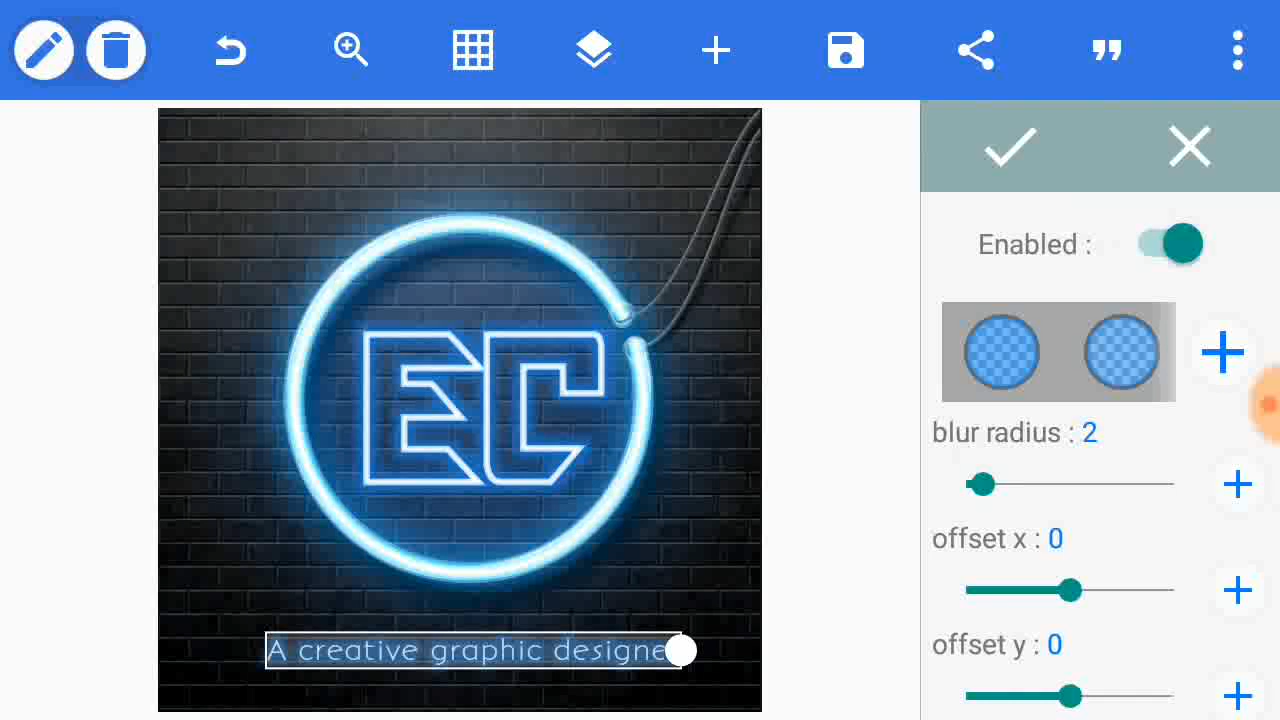 Enabled :
blur radius : 2
offset x : 0
offset y : 0
EC
A creative graphic designe